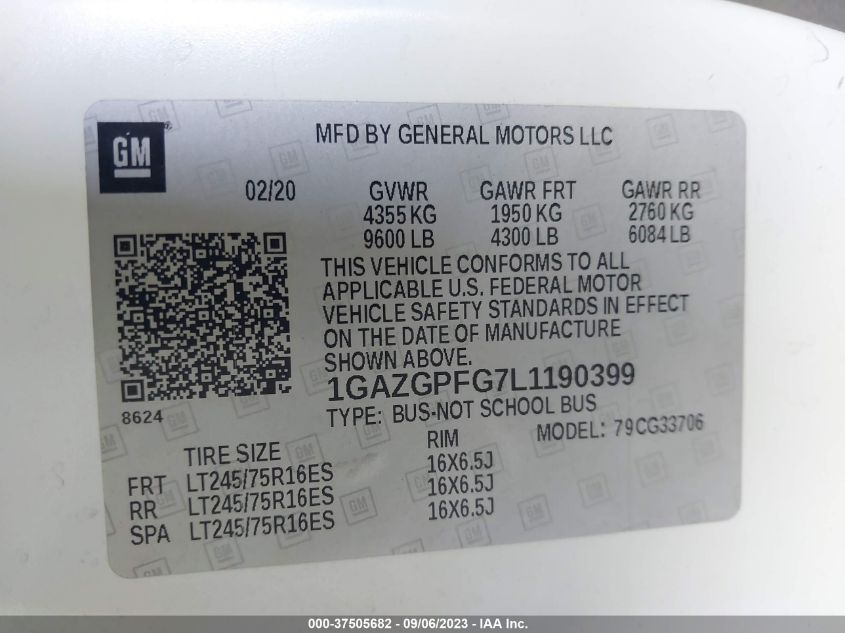 GM ®
MFD BY GENERAL MOTORS LLC
02/20 GVWR GAWR FRT GAWR RR
4355 KG 1950 KG 2760 KG
9600 LB 4300 LB 6084 LB
THIS VEHICLE CONFORMS TO ALL
APPLICABLE U.S. FEDERAL MOTOR
VEHICLE SAFETY STANDARDS IN EFFECT
ON THE DATE OF MANUFACTURE
SHOWN ABOVE.
8624
1GAZGPFG7L1190399
TYPE: BUS-NOT SCHOOL BUS
MODEL: 79CG33706
TIRE SIZE RIM
FRT LT245/75R16ES 16X6.5J
RR LT245/75R16ES 16X6.5J
SPA LT245/75R16ES 16X6.5J
000-37505682 - 09/06/2023 - IAA Inc.